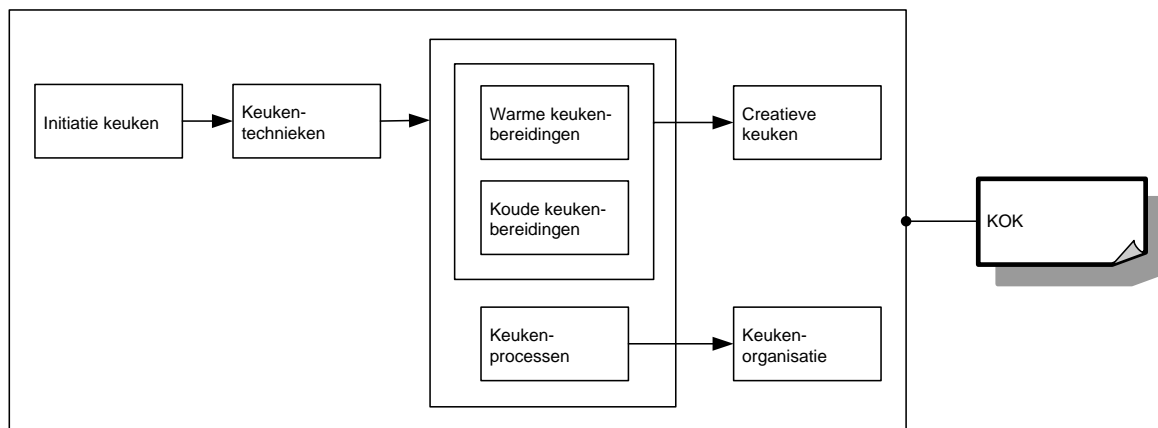 Initiatie keuken
Keuken-
technieken
Warme keuken-
bereidingen
Koude keuken-
bereidingen
Keuken-
processen
Creatieve
keuken
Keuken-
organisatie
KOK